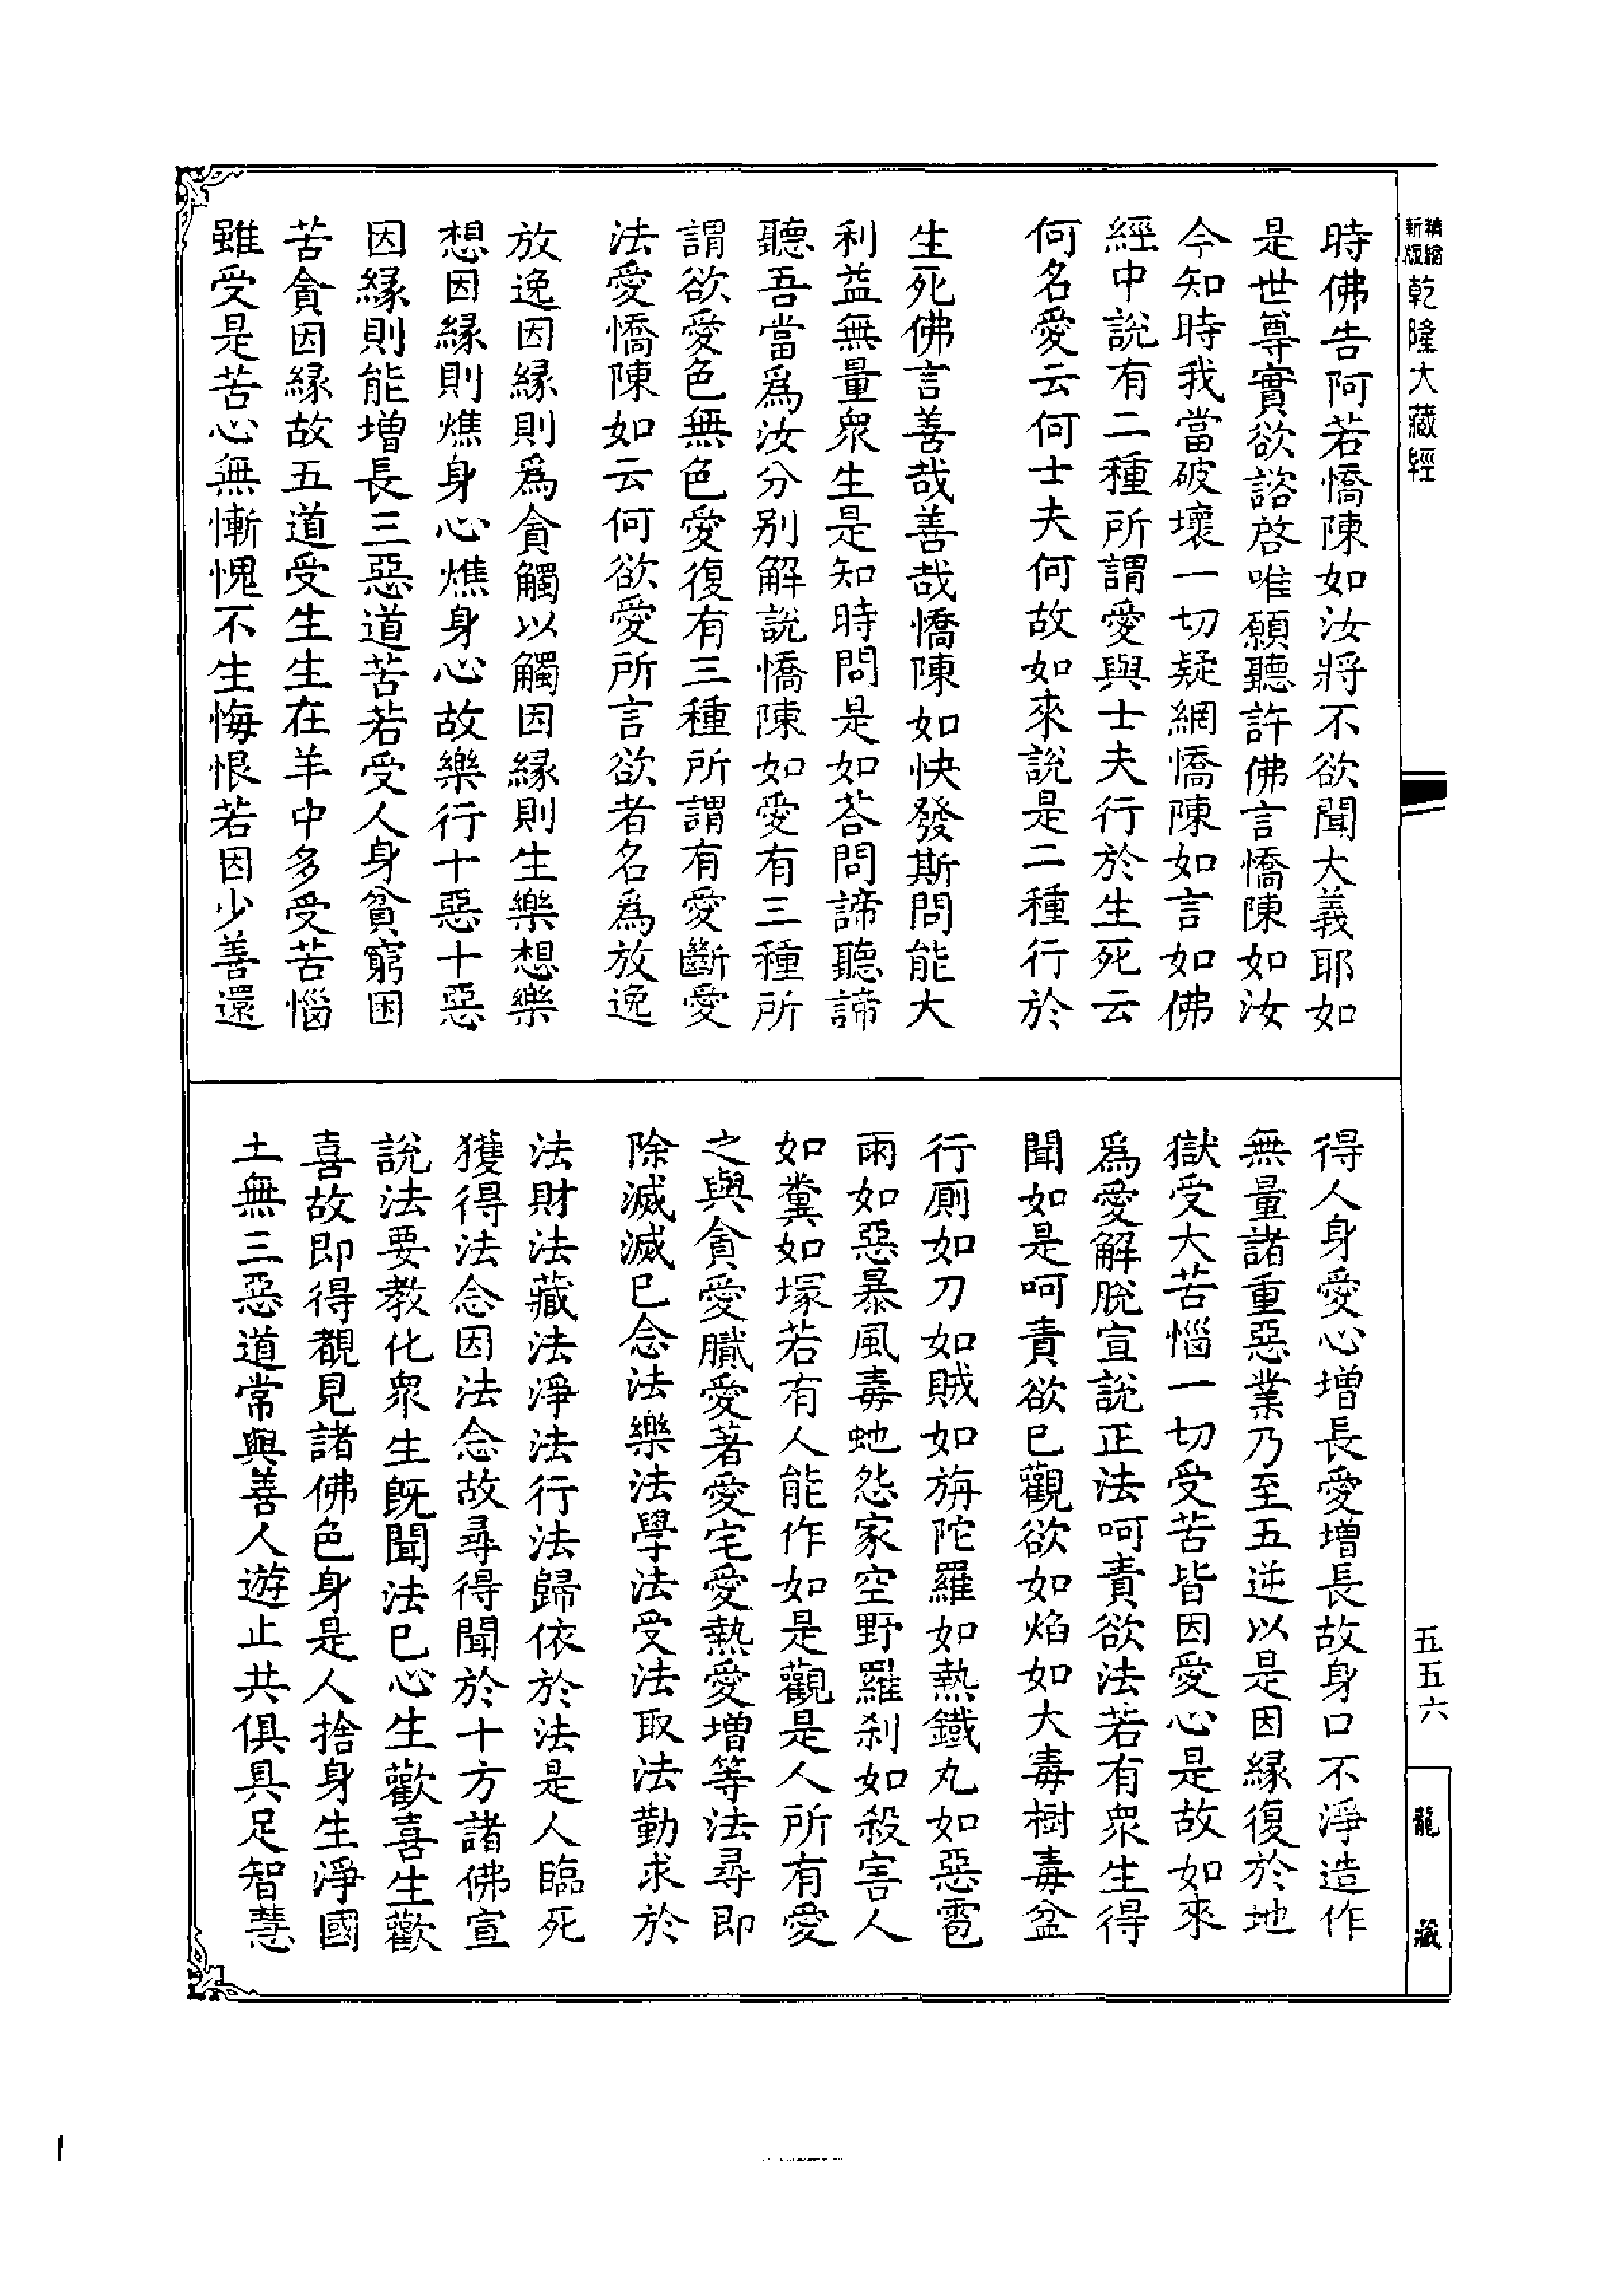 精縮新版乾隆大藏經
時佛告阿若憍陳如汝將不欲聞大義耶如
是世尊實欲諮啓唯願聽許佛言憍陳如汝
今知時我當破壞一切疑網憍陳如言如佛
經中說有二種所謂愛與士夫行於生死云
何名愛云何士夫何故如來說是二種行於
生死佛言善哉善哉憍陳如快發斯問能大
利益無量眾生是知時問是如荅問諦聽諦
聽吾當爲汝分別解說憍陳如愛有三種所
謂欲愛色無色愛復有三種所謂有愛斷愛
法愛憍陳如云何欲愛所言欲者名爲放逸
放逸因緣則爲貪觸以觸因緣則生樂想樂
想因緣則燋身心燋身心故樂行十惡十惡
因緣則能增長三惡道苦若受人身貧窮困
苦貪因緣故五道受生生在羊中多受苦惱
雖受是苦心無慚愧不生悔恨若因少善還
得人身愛心增長愛增長故身口不淨造作
無量諸重惡業乃至五逆以是因緣復於地
獄受大苦惱一切受苦皆因愛心是故如來
爲愛解脫宣說正法呵責欲法若有眾生得
聞如是呵責欲已觀欲如焰如大毒樹毒盆
行廁如刀如賊如旃陀羅如熱鐵丸如惡雹
雨如惡暴風毒虵怨家空野羅刹如殺害人
如糞如塚若有人能作如是觀是人所有愛
之與貪愛膩愛著愛宅愛熱愛增等法尋即
除滅滅已念法樂法學法受法取法勤求於
法財法藏法淨法行法歸依於法是人臨死
獲得法念因法念故尋得聞於十方諸佛宣
說法要教化眾生旣聞法已心生歡喜生歡
喜故即得覩見諸佛色身是人捨身生淨國
土無三惡道常與善人遊止共俱具足智慧
五五六
龍藏